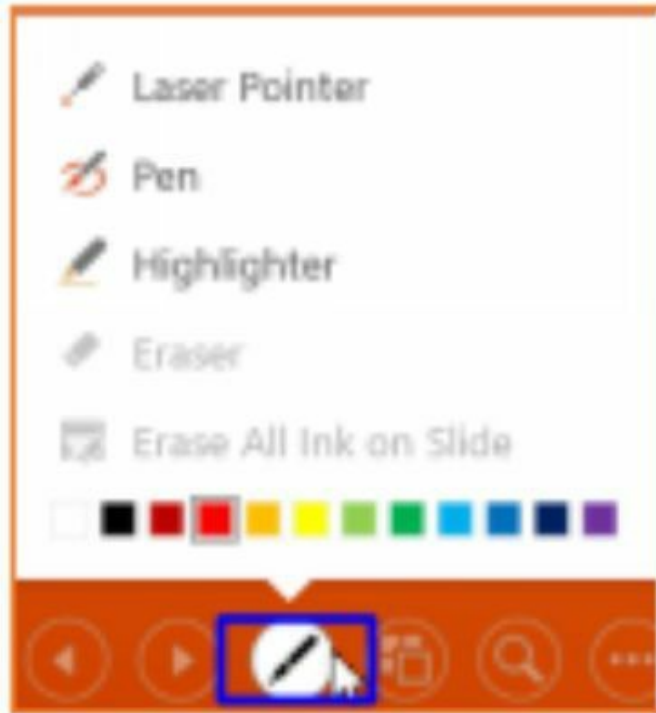 Laser Pointer
Pen
Highlighter
Eraser
Erase All Ink on Slide